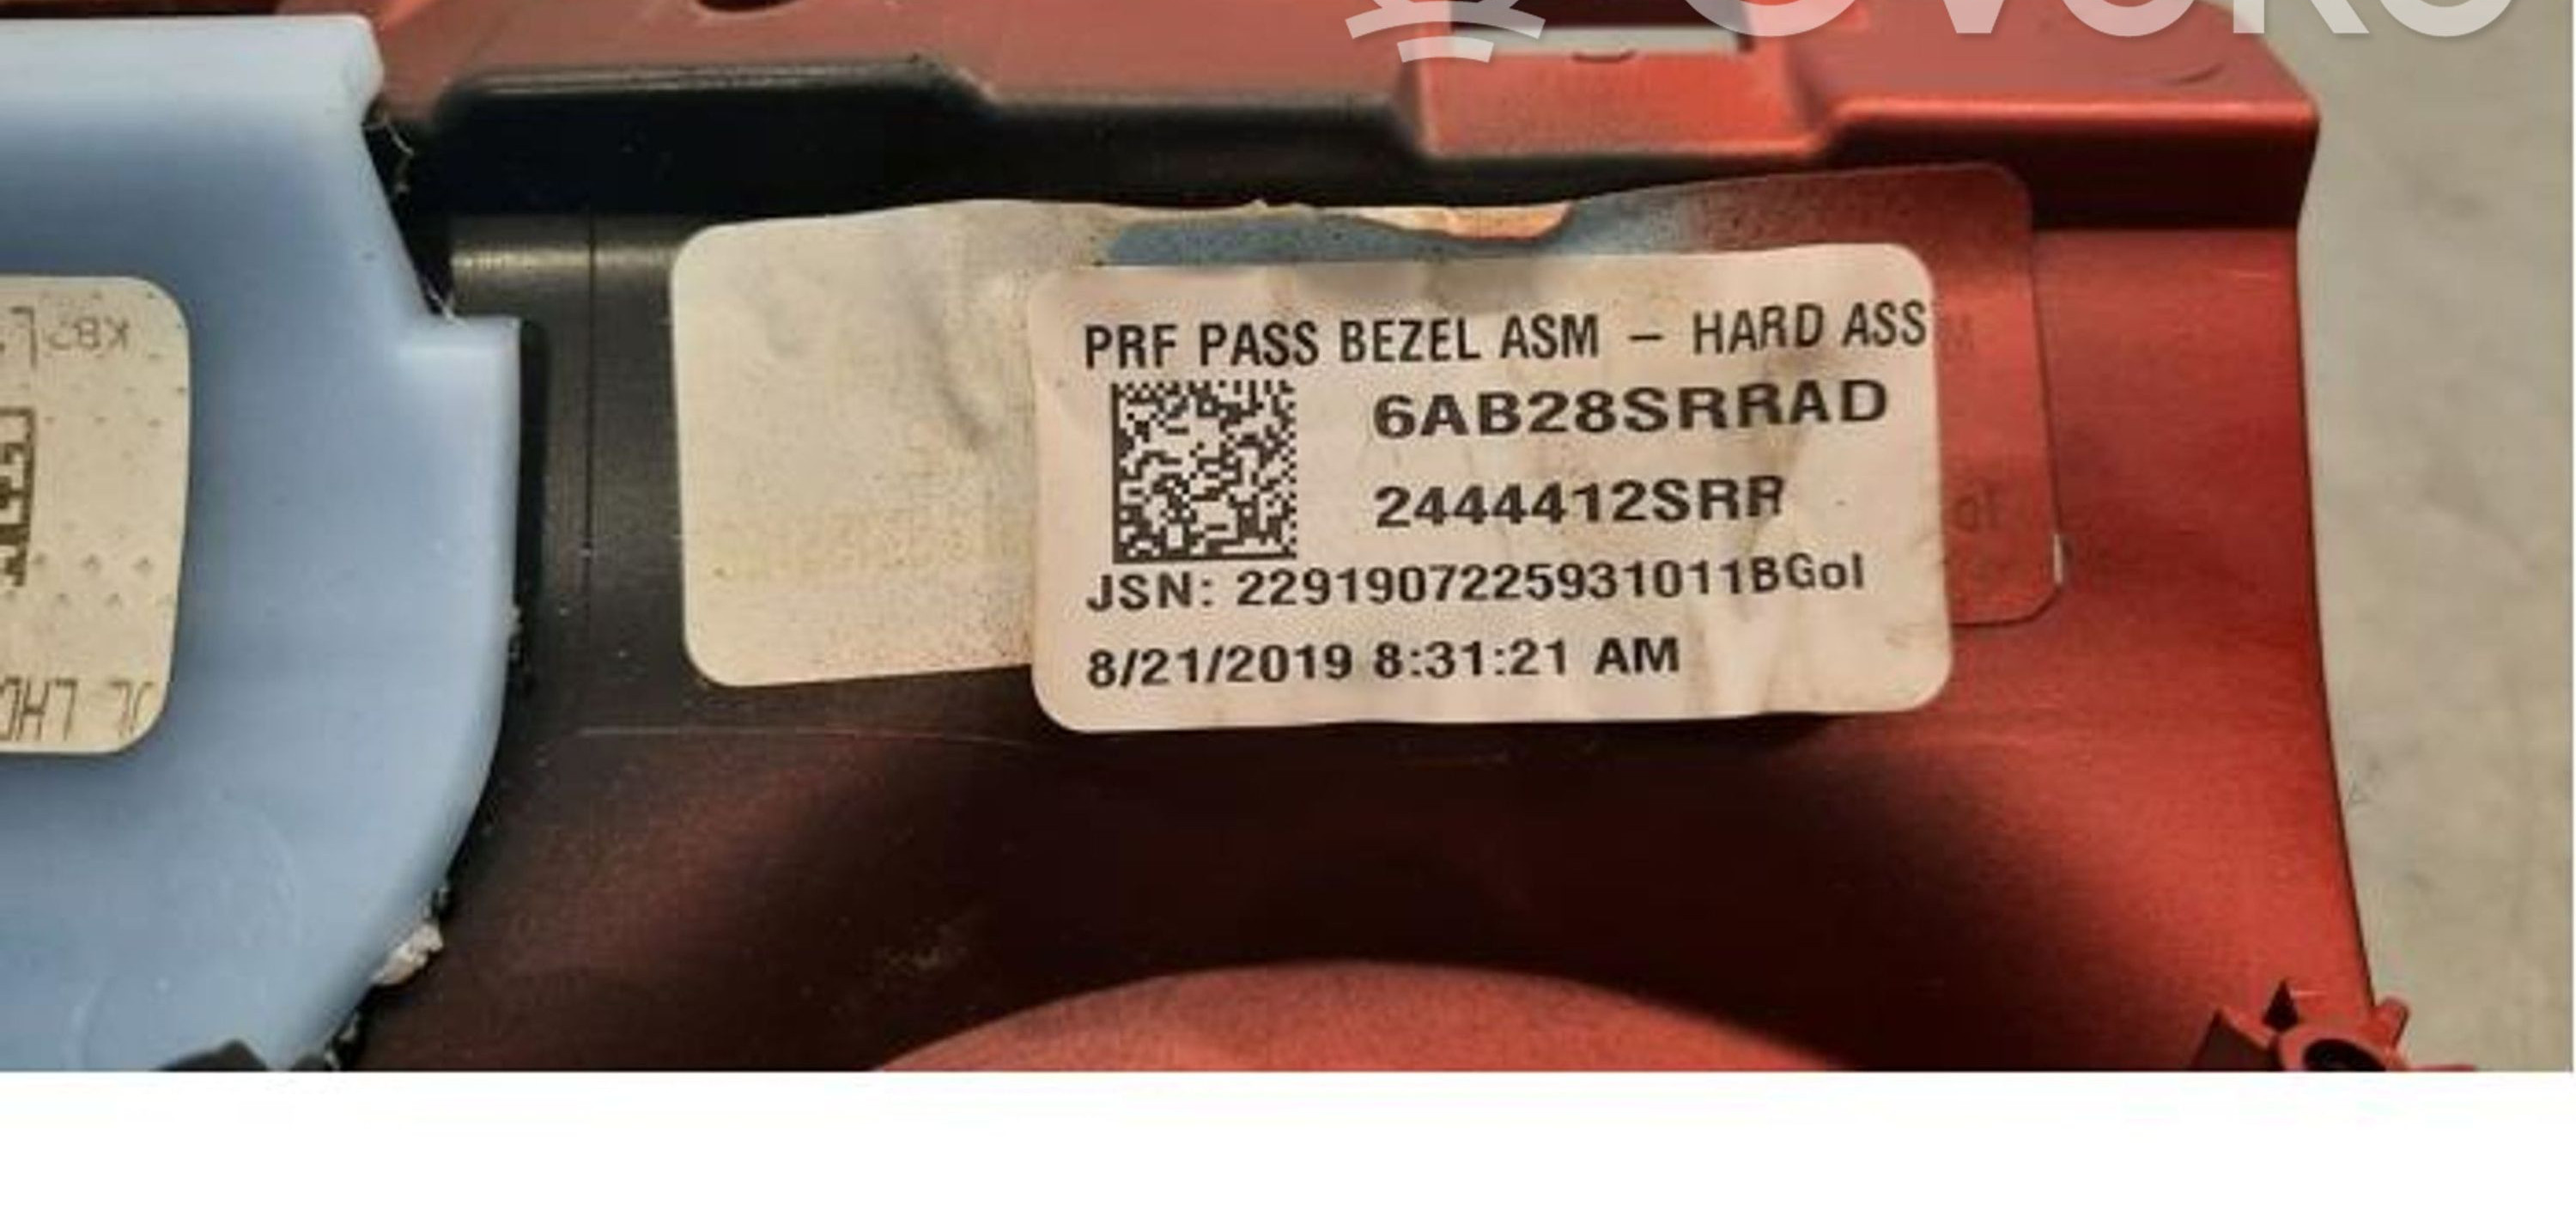 PRF PASS BEZEL ASM – HARD ASS
6AB28SRRAD
2444412SRR
JSN: 2291907225931011BGol
8/21/2019 8:31:21 AM